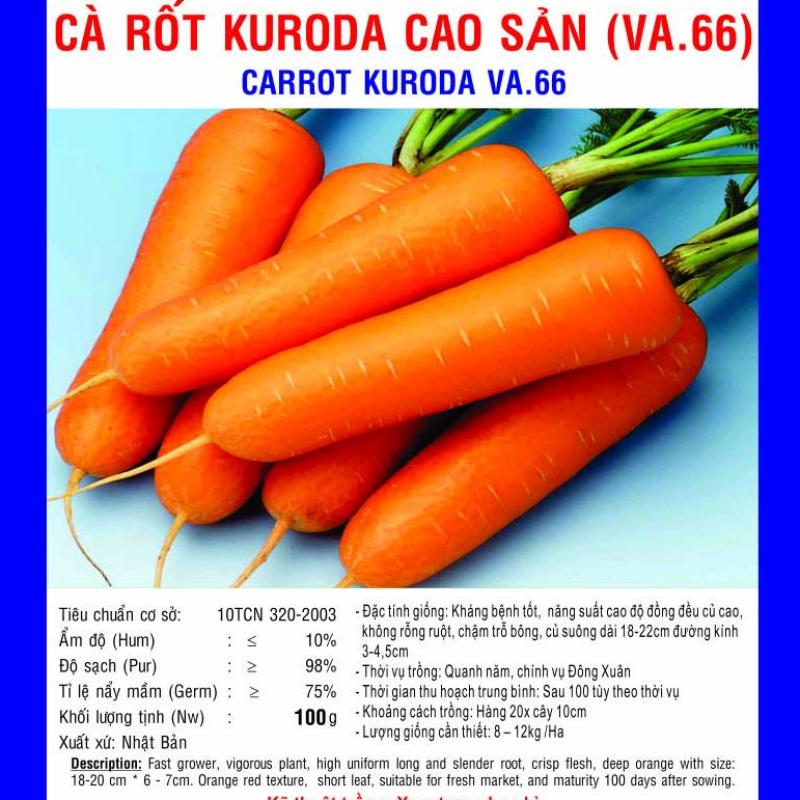 CÀ RỐT KURODA CAO SẢN (VA.66)
CARROT KURODA VA.66
Tiêu chuẩn cơ sở: 10TCN 320-2003
Ẩm độ (Hum) : ≤ 10%
Độ sạch (Pur) : ≥ 98%
Tỉ lệ nẩy mầm (Germ) : ≥ 75%
Khối lượng tịnh (Nw) : 100g
Xuất xứ: Nhật Bản
- Đặc tính giống: Kháng bệnh tốt, năng suất cao độ đồng đều củ cao,
không rỗng ruột, chậm trỗ bông, củ suông dài 18-22cm đường kính
3-4,5cm
- Thời vụ trồng: Quanh năm, chính vụ Đông Xuân
- Thời gian thu hoạch trung bình: Sau 100 tùy theo thời vụ
- Khoảng cách trồng: Hàng 20x cây 10cm
- Lượng giống cần thiết: 8 – 12kg /Ha
Description: Fast grower, vigorous plant, high uniform long and slender root, crisp flesh, deep orange with size:
18-20 cm * 6 - 7cm. Orange red texture, short leaf, suitable for fresh market, and maturity 100 days after sowing.